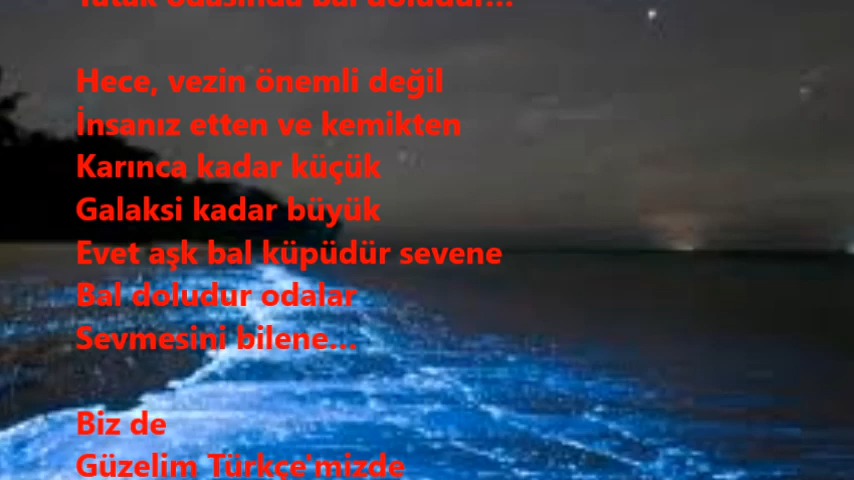 Yatak odasında bal doludur...
Hece, vezin önemli değil
İnsanız etten ve kemikten
Karınca kadar küçük
Galaksi kadar büyük
Evet aşk bal küpüdür sevene
Bal doludur odalar
Sevmesini bilene...
Biz de
Güzelim Türkçe'mizde